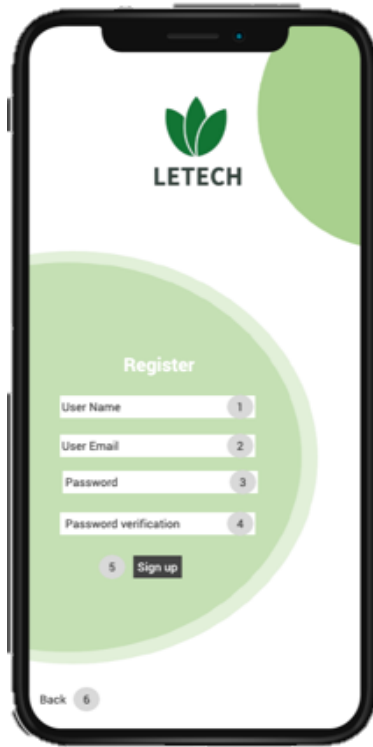 LETECH
Register
User Name 1
User Email 2
Password 3
Password verification 4
5 Sign up
Back 6